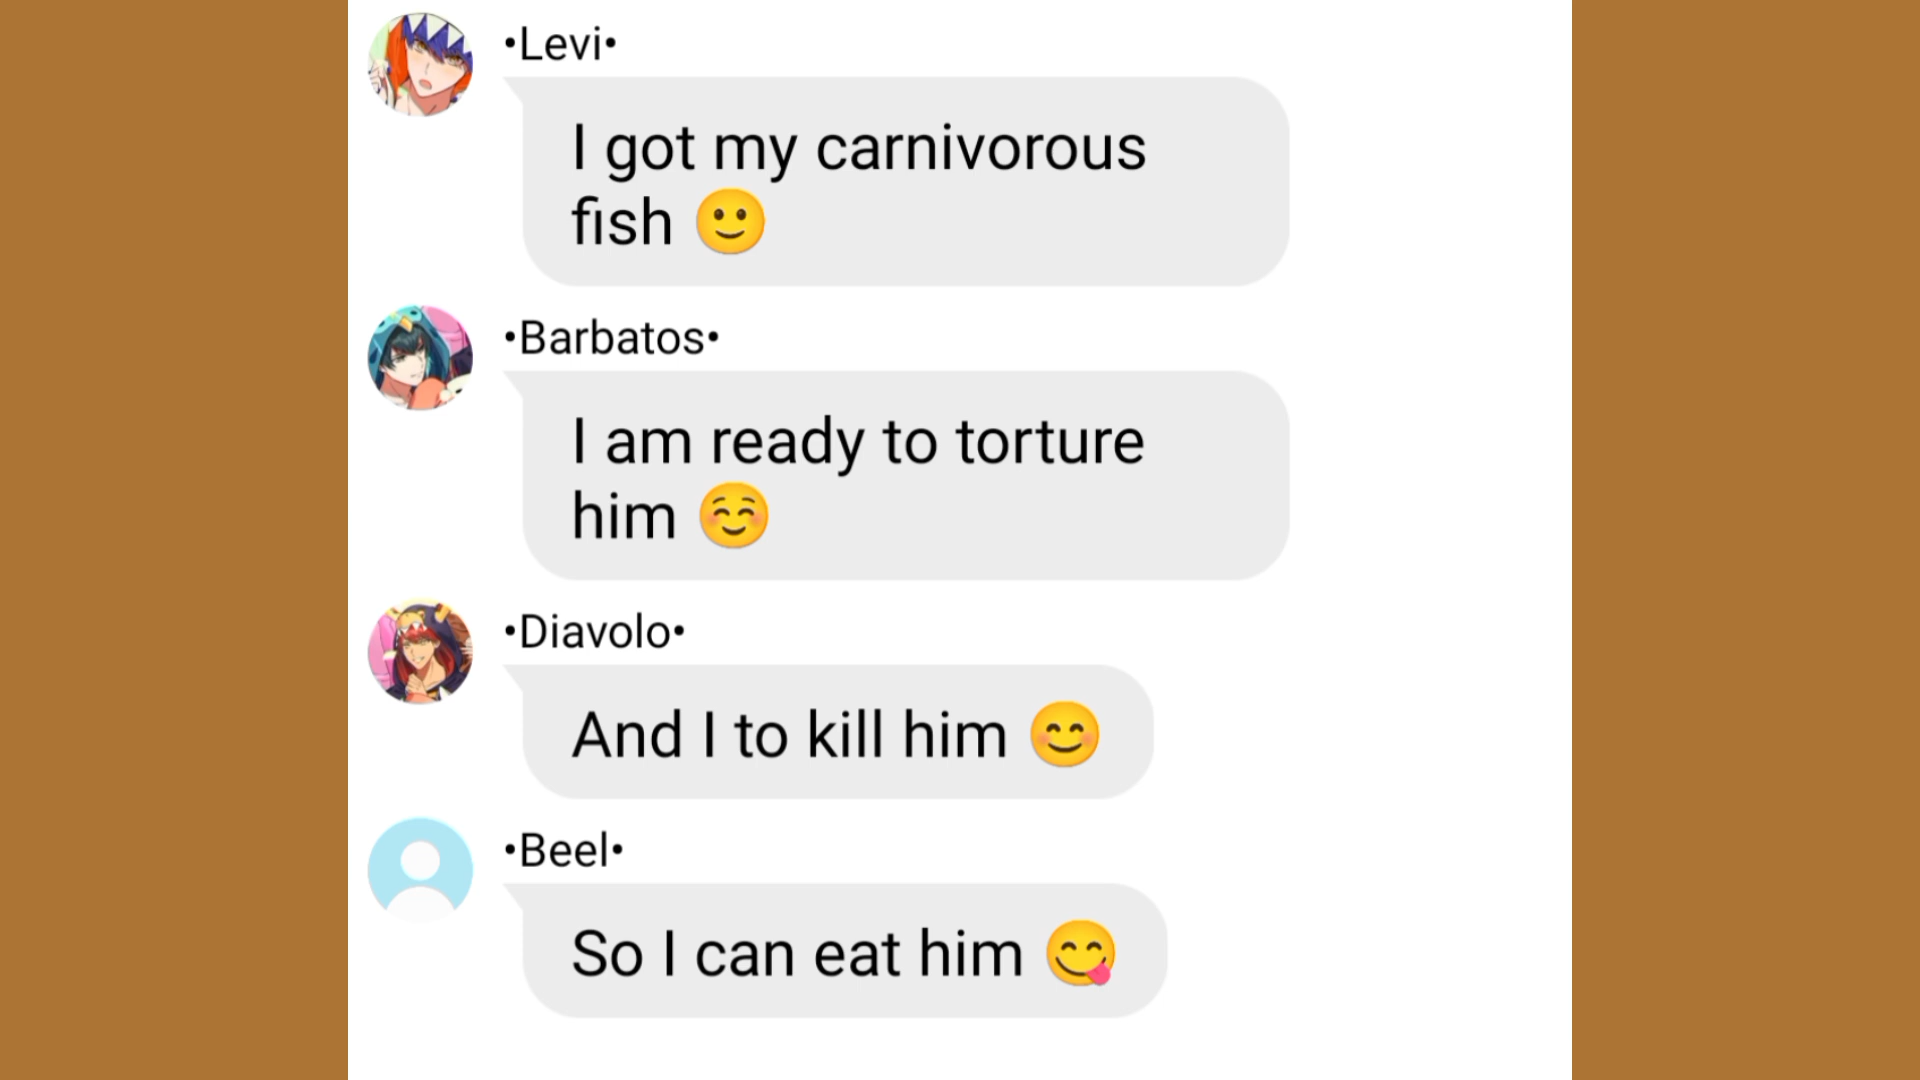 •Levi•
I got my carnivorous
fish 🙂
•Barbatos•
I am ready to torture
him ☺️
•Diavolo•
And I to kill him 😊
•Beel•
So I can eat him 😋